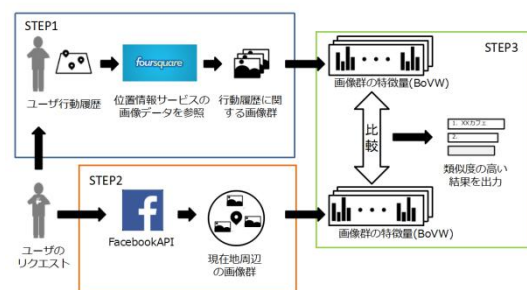 STEP1
foursquare
ユーザ行動履歴
位置情報サービスの
画像データを参照
行動履歴に関
する画像群
STEP2
ユーザの
リクエスト
FacebookAPI
現在地周辺
の画像群
STEP3
画像群の特徴量(BoVW)
比較
1. XXカフェ
2.
類似度の高い
結果を出力
画像群の特徴量(BoVW)